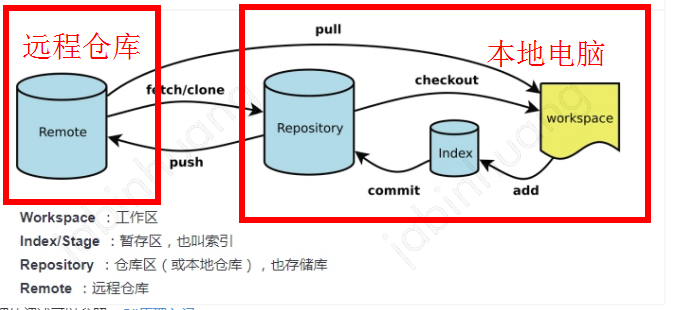 远程仓库
本地电脑
pull
fetch/clone
push
checkout
commit
add
Remote
Repository
Index
workspace
jabinhuang
jabinhuang
Workspace ：工作区
Index/Stage ：暂存区，也叫索引
Repository ：仓库区（或本地仓库），也存储库
Remote ：远程仓库